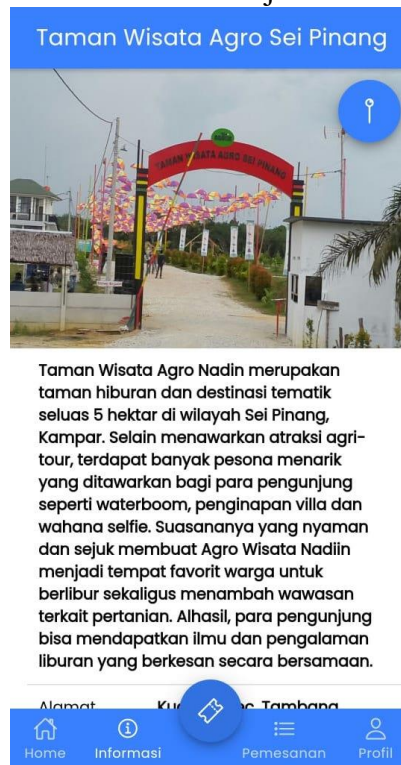 Taman Wisata Agro Sei Pinang
TAMAN WISATA AGRO SEI PINANG
Taman Wisata Agro Nadin merupakan
taman hiburan dan destinasi tematik
seluas 5 hektar di wilayah Sei Pinang,
Kampar. Selain menawarkan atraksi agri-
tour, terdapat banyak pesona menarik
yang ditawarkan bagi para pengunjung
seperti waterboom, penginapan villa dan
wahana selfie. Suasananya yang nyaman
dan sejuk membuat Agro Wisata Nadiin
menjadi tempat favorit warga untuk
berlibur sekaligus menambah wawasan
terkait pertanian. Alhasil, para pengunjung
bisa mendapatkan ilmu dan pengalaman
liburan yang berkesan secara bersamaan.
Alamat Tambang
Home Informasi Pemesanan Profil